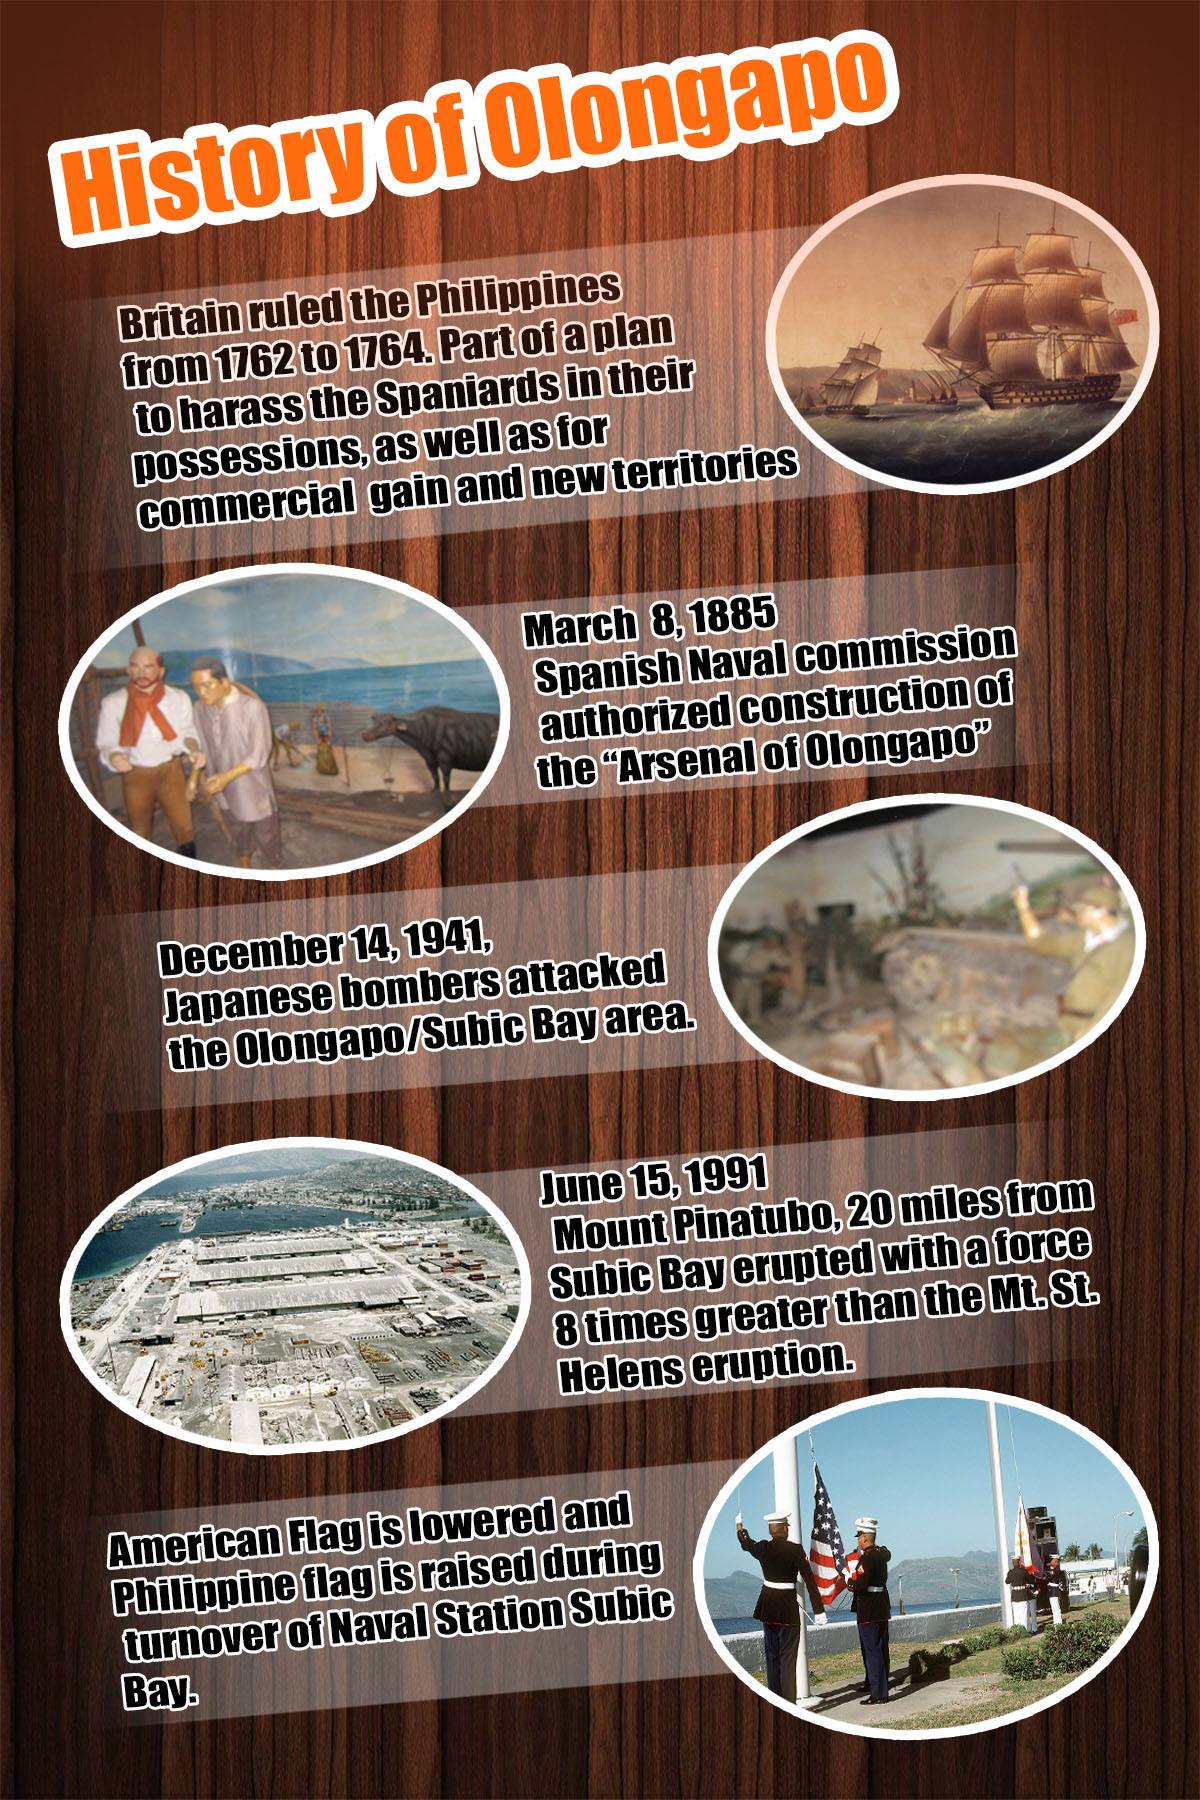 History of Olongapo
Britain ruled the Philippines
from 1762 to 1764. Part of a plan
to harass the Spaniards in their
possessions, as well as for
commercial gain and new territories
March 8, 1885
Spanish Naval commission
authorized construction of
the “Arsenal of Olongapo”
December 14, 1941,
Japanese bombers attacked
the Olongapo/Subic Bay area.
June 15, 1991
Mount Pinatubo, 20 miles from
Subic Bay erupted with a force
8 times greater than the Mt. St.
Helens eruption.
American Flag is lowered and
Philippine flag is raised during
turnover of Naval Station Subic
Bay.